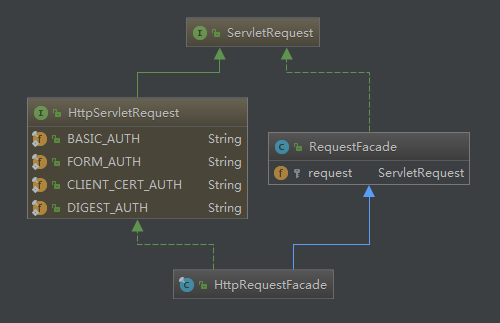 I ServletRequest
I HttpServletRequest
f BASIC_AUTH String
f FORM_AUTH String
f CLIENT_CERT_AUTH String
f DIGEST_AUTH String
C RequestFacade
f request ServletRequest
C HttpRequestFacade